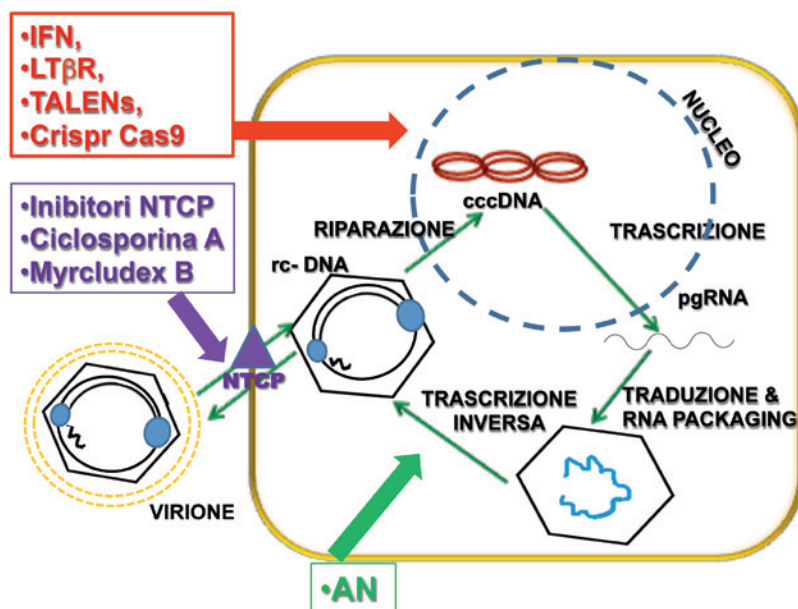 •IFN,
•LTβR,
•TALENs,
•Crispr Cas9
•Inibitori NTCP
•Ciclosporina A
•Myrcludex B
NUCLEO
cccDNA
RIPARAZIONE
TRASCRIZIONE
rc- DNA
pgRNA
NTCP
TRASCRIZIONE
INVERSA
TRADUZIONE &
RNA PACKAGING
VIRIONE
•AN